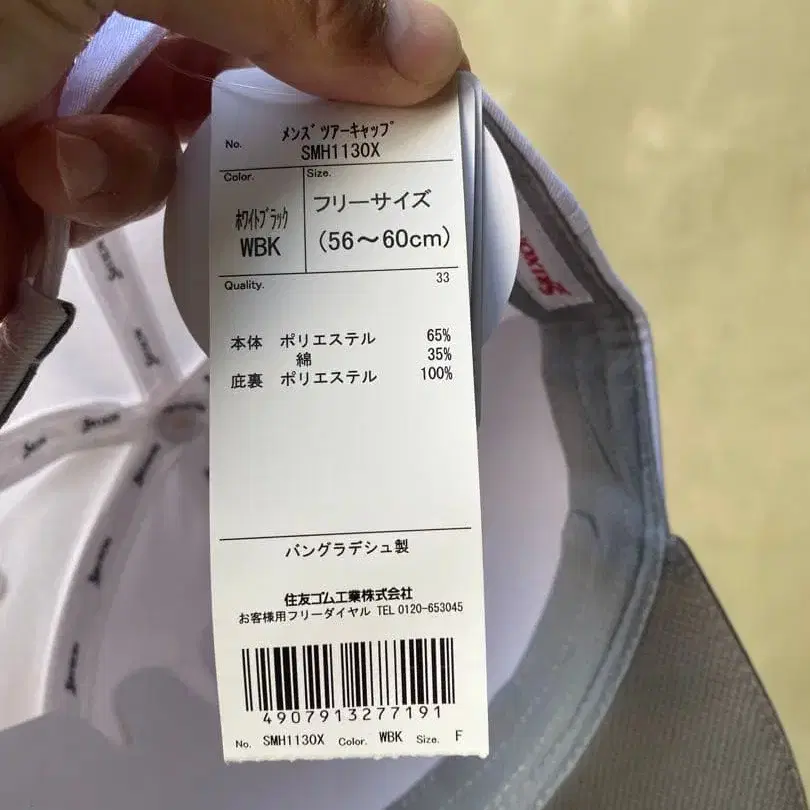 No. メンズ ツアーキャップ
SMH1130X
Color. Size.
ホワイトブラック フリーサイズ
WBK (56～60cm)
Quality. 33
本体 ポリエステル 65%
綿 35%
庇裏 ポリエステル 100%
バングラデシュ製
住友ゴム工業株式会社
お客様用フリーダイヤル TEL 0120-653045
4907913277191
No. SMH1130X Color. WBK Size. F
SRIXON